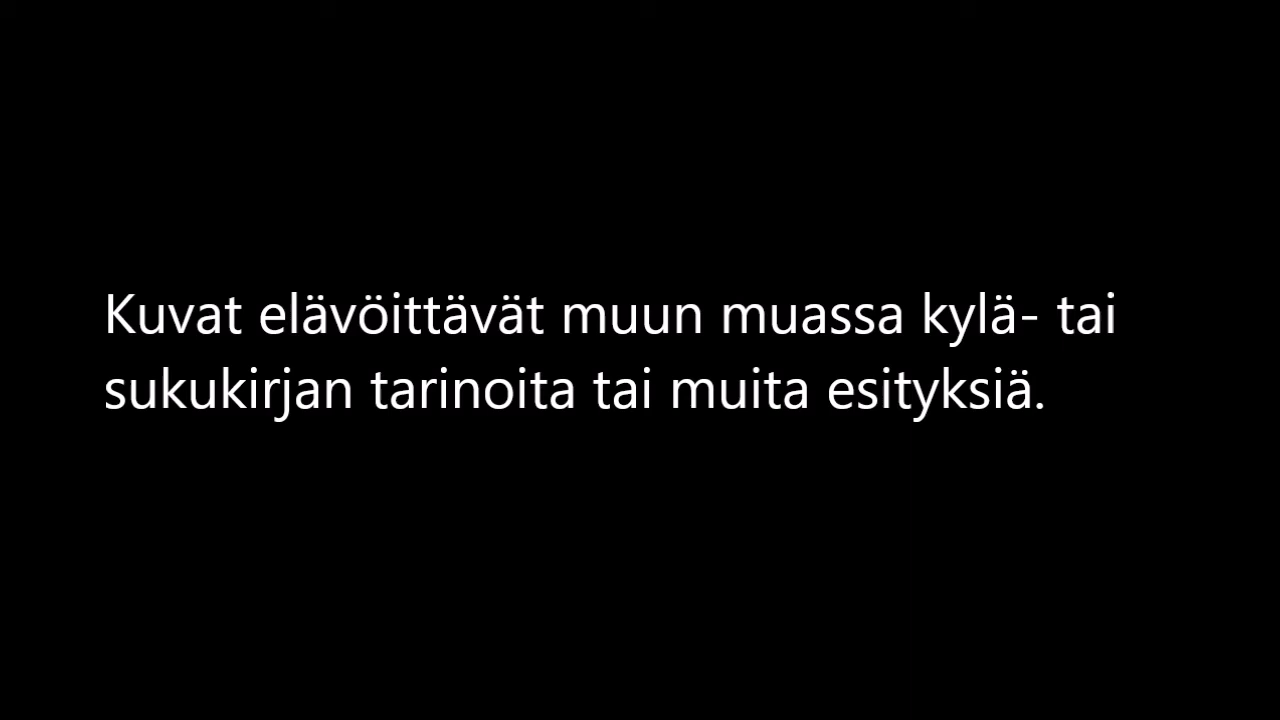 Kuvat elävöittävät muun muassa kylä- tai
sukukirjan tarinoita tai muita esityksiä.